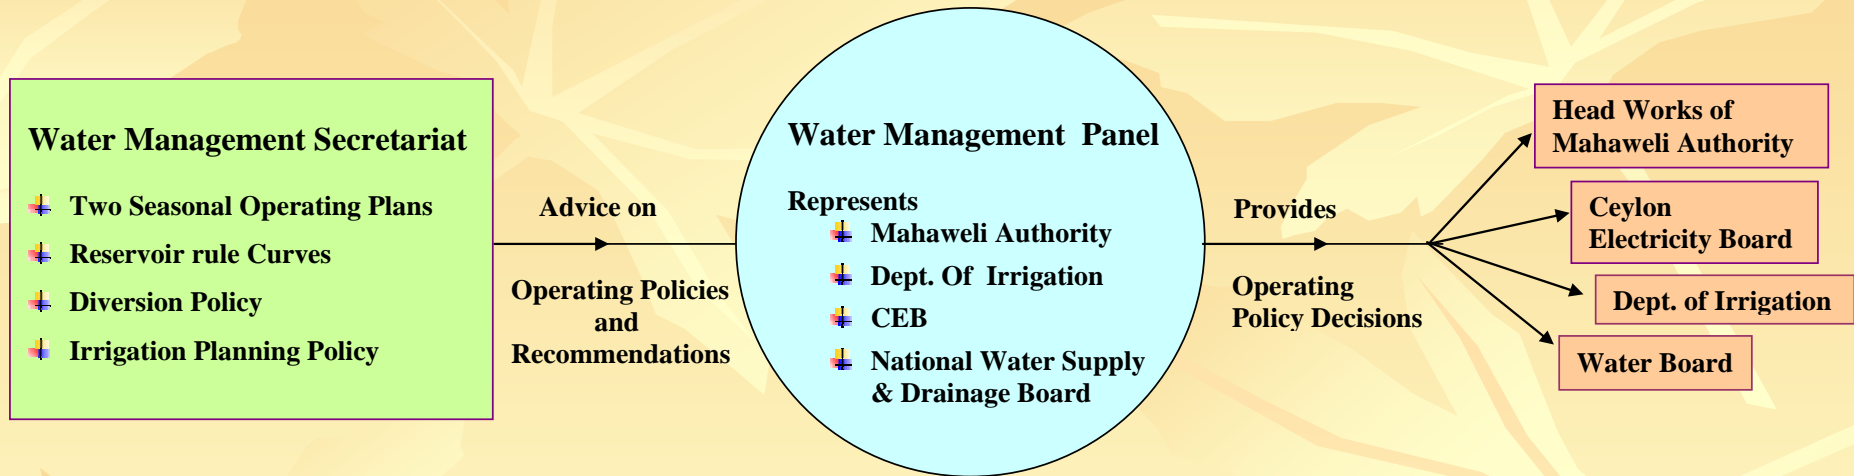 Water Management Secretariat
Two Seasonal Operating Plans
Reservoir rule Curves
Diversion Policy
Irrigation Planning Policy
Advice on
Operating Policies
and
Recommendations
Water Management Panel
Represents
Mahaweli Authority
Dept. Of Irrigation
CEB
National Water Supply
& Drainage Board
Provides
Operating
Policy Decisions
Head Works of
Mahaweli Authority
Ceylon
Electricity Board
Dept. of Irrigation
Water Board